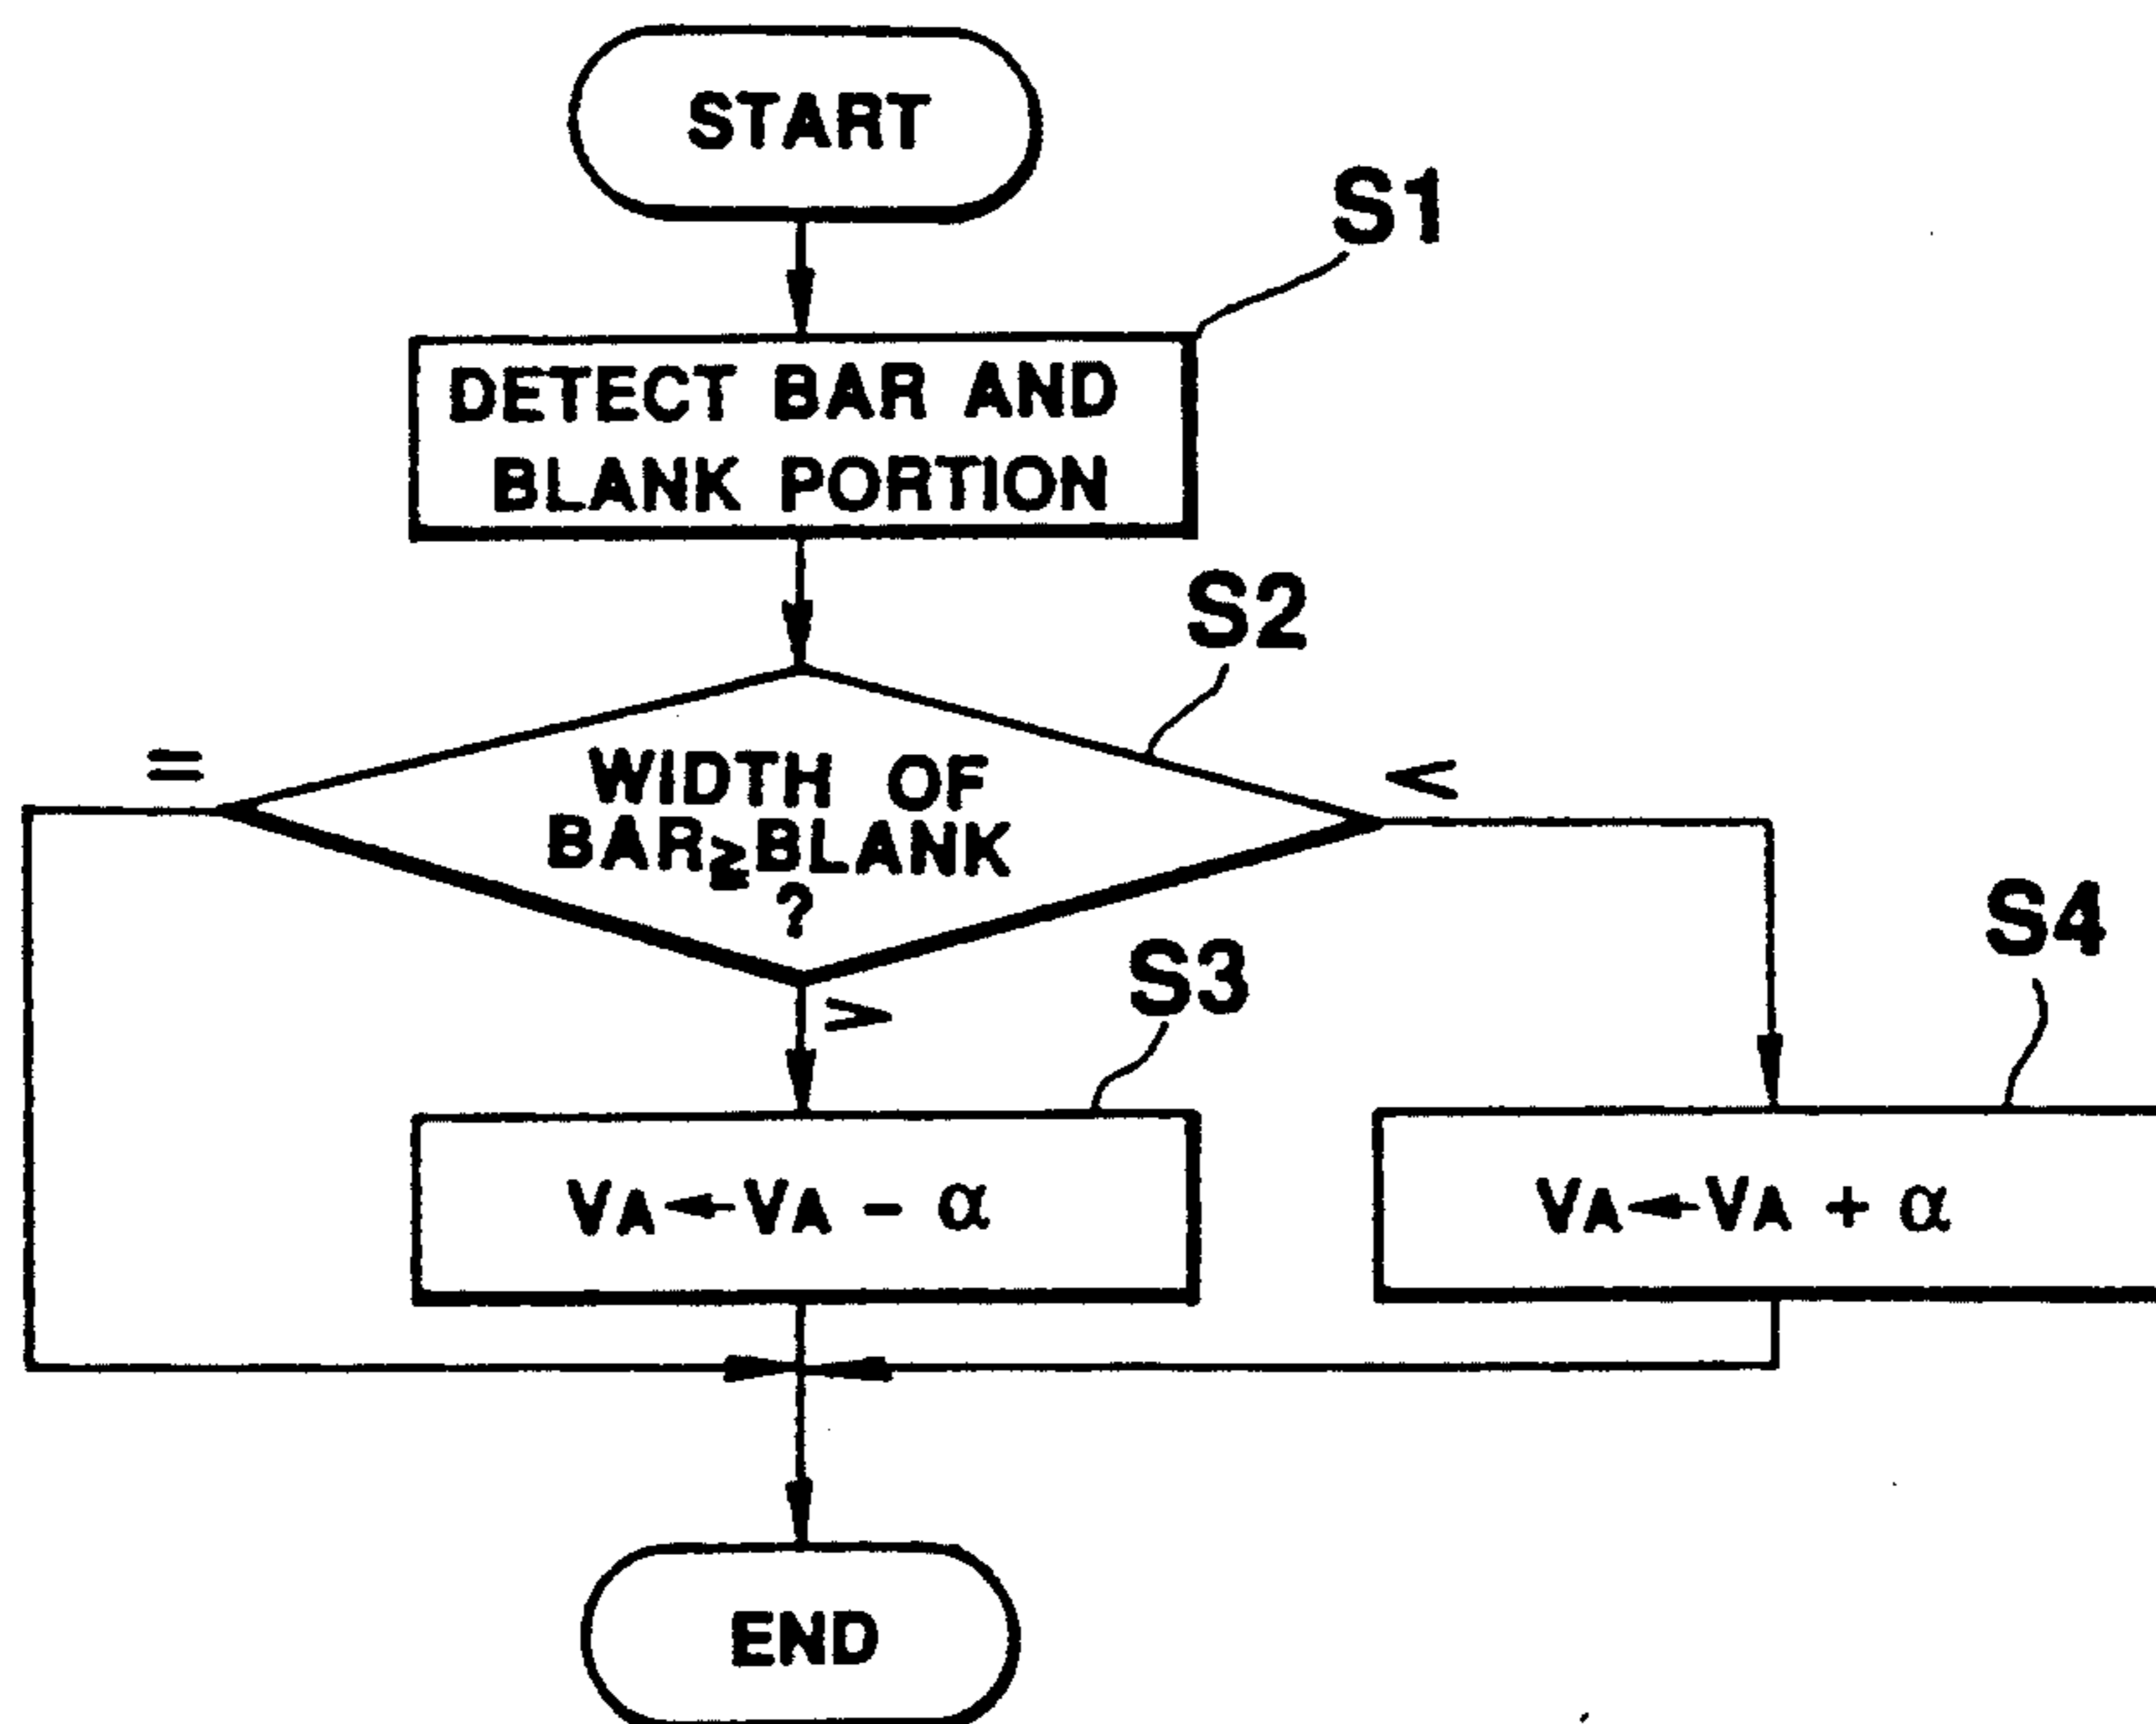 START
S1
DETECT BAR AND
BLANK PORTION
S2
=
<
WIDTH OF
BAR≧BLANK
?
S3
S4
>
VA←VA - α
VA←VA + α
END